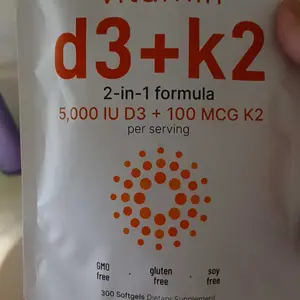 vitamin
d3+k2
2-in-1 formula
5,000 IU D3 + 100 MCG K2
per serving
GMO free · gluten free · soy free
300 Softgels Dietary Supplement